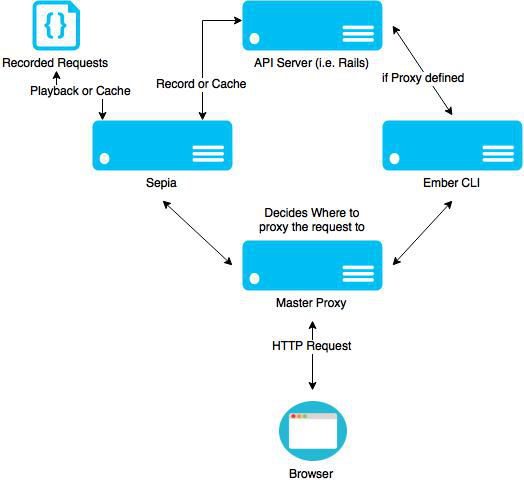 {}
Recorded Requests
API Server (i.e. Rails)
Playback or Cache
Record or Cache
if Proxy defined
Sepia
Ember CLI
Decides Where to
proxy the request to
Master Proxy
HTTP Request
Browser